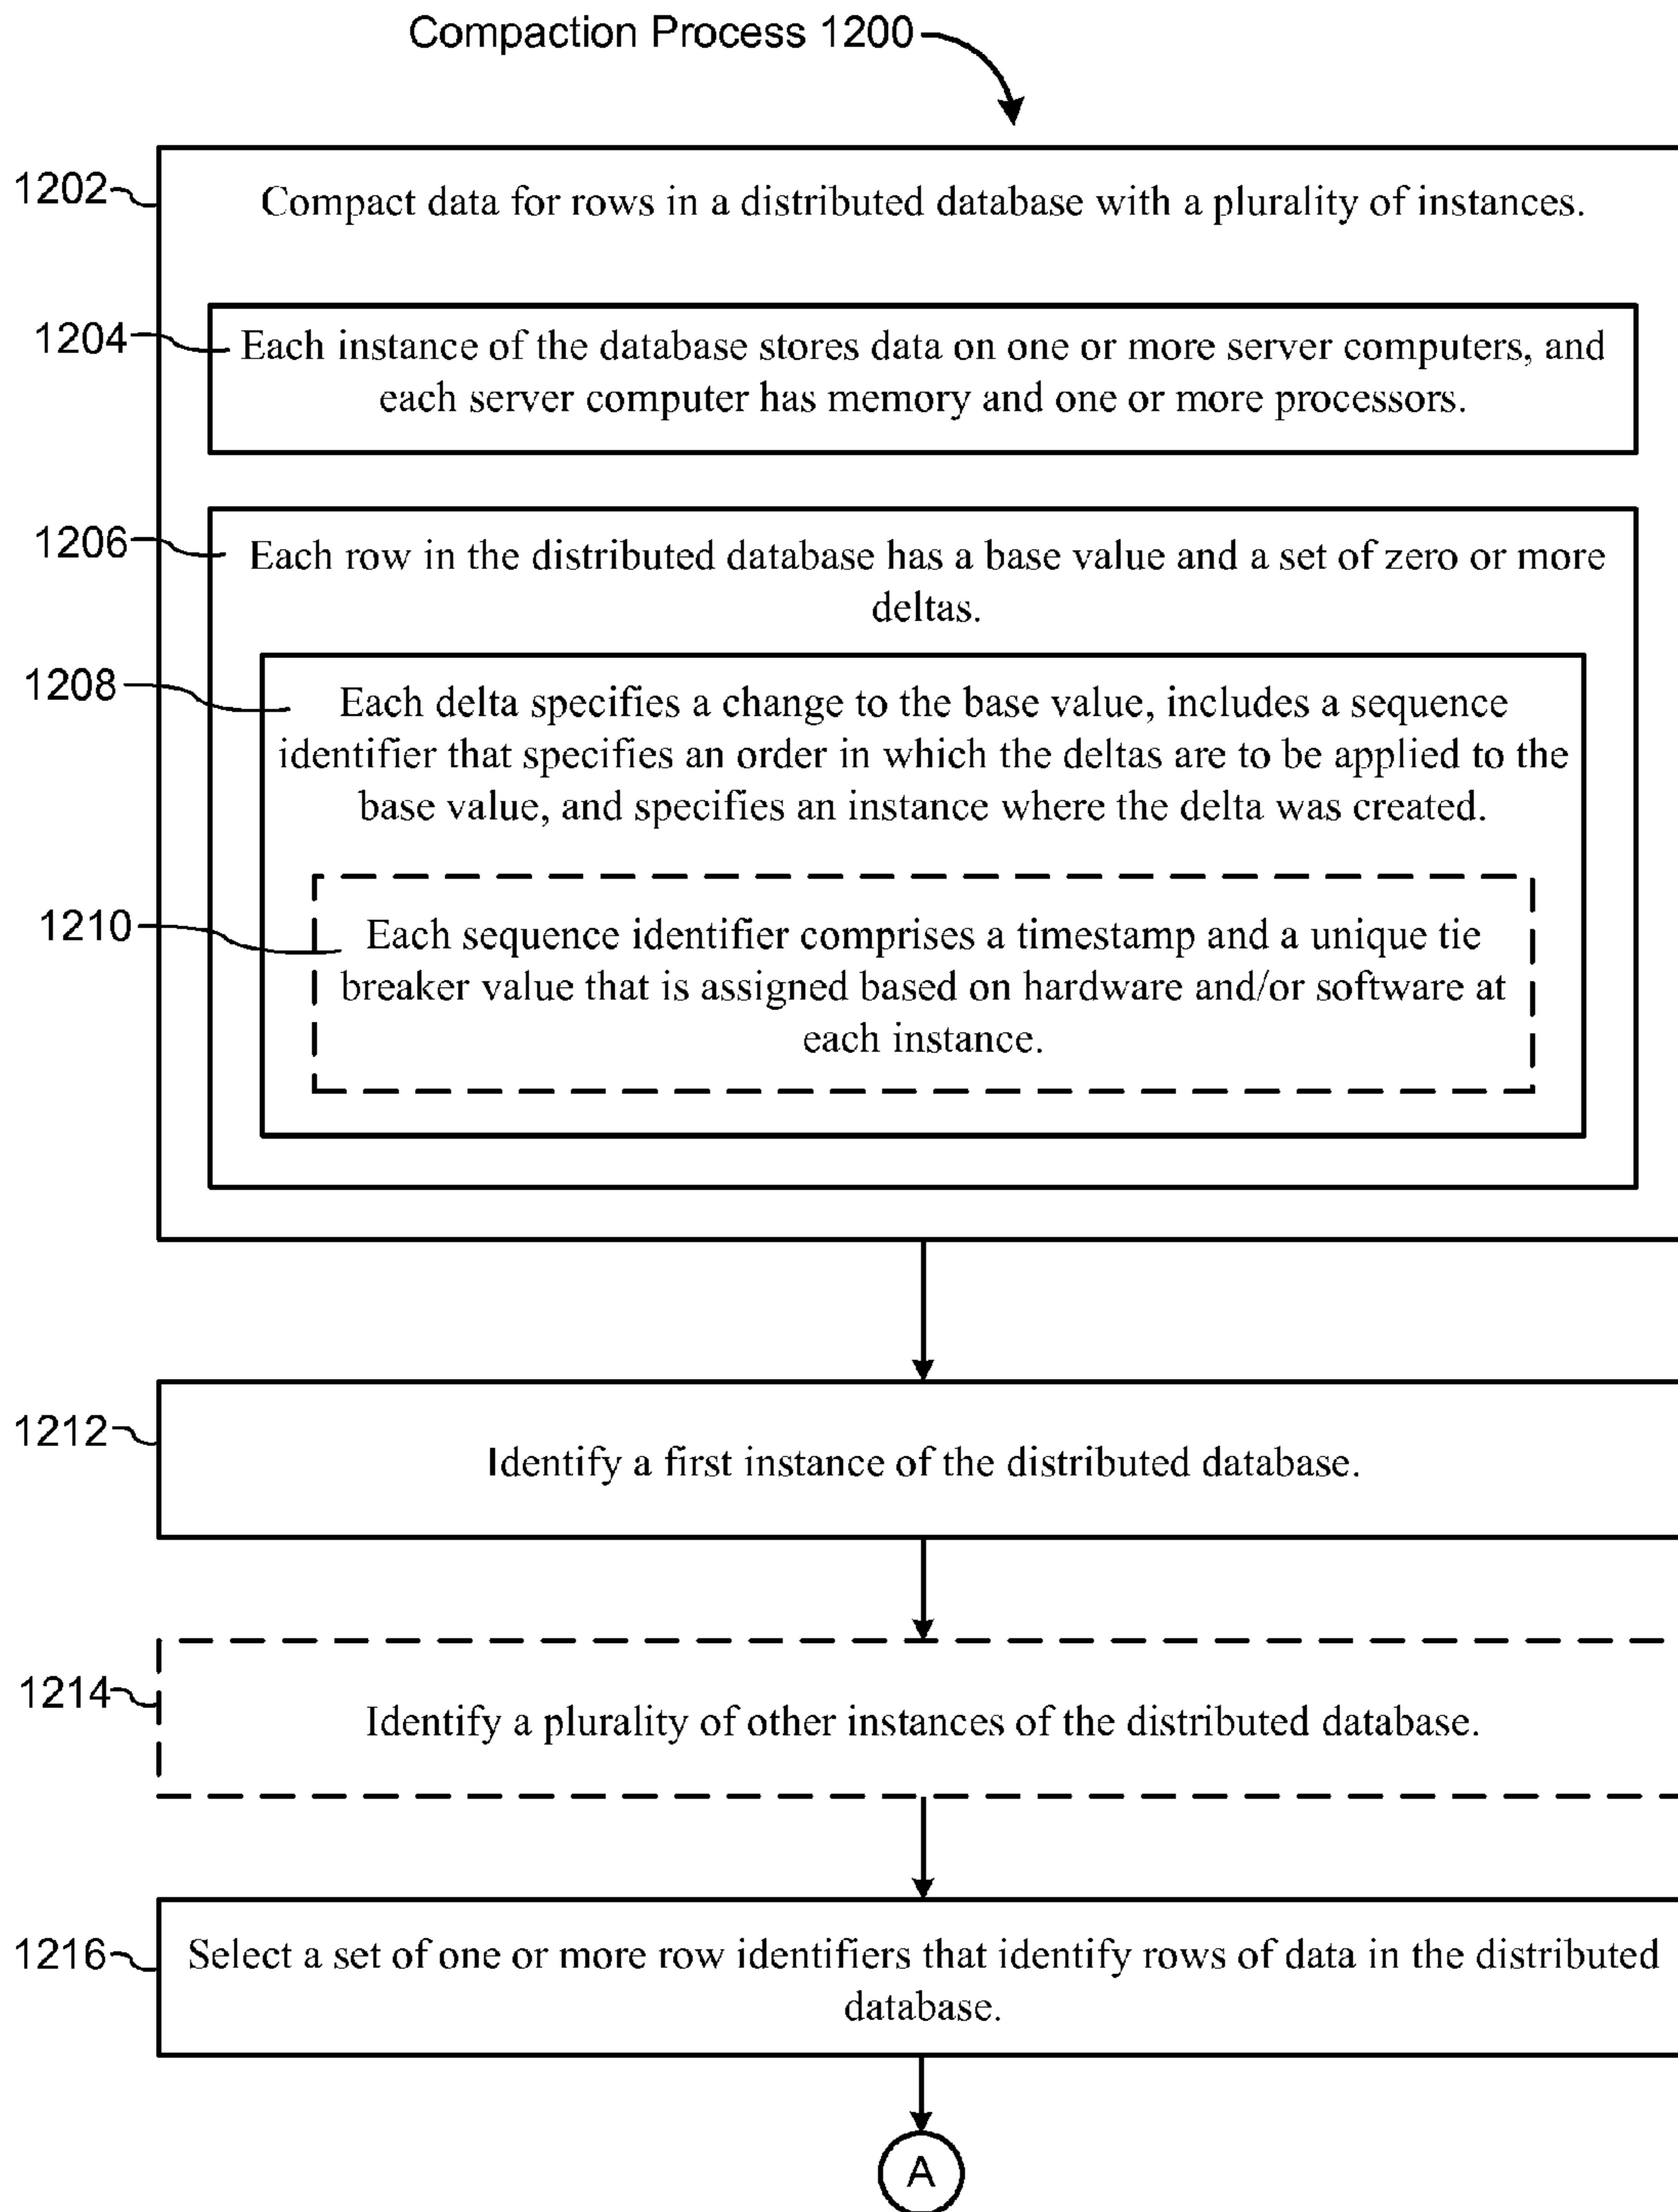 Compaction Process 1200
1202
Compact data for rows in a distributed database with a plurality of instances.
1204
Each instance of the database stores data on one or more server computers, and
each server computer has memory and one or more processors.
1206
Each row in the distributed database has a base value and a set of zero or more
deltas.
1208
Each delta specifies a change to the base value, includes a sequence
identifier that specifies an order in which the deltas are to be applied to the
base value, and specifies an instance where the delta was created.
1210
Each sequence identifier comprises a timestamp and a unique tie
breaker value that is assigned based on hardware and/or software at
each instance.
1212
Identify a first instance of the distributed database.
1214
Identify a plurality of other instances of the distributed database.
1216
Select a set of one or more row identifiers that identify rows of data in the distributed
database.
A